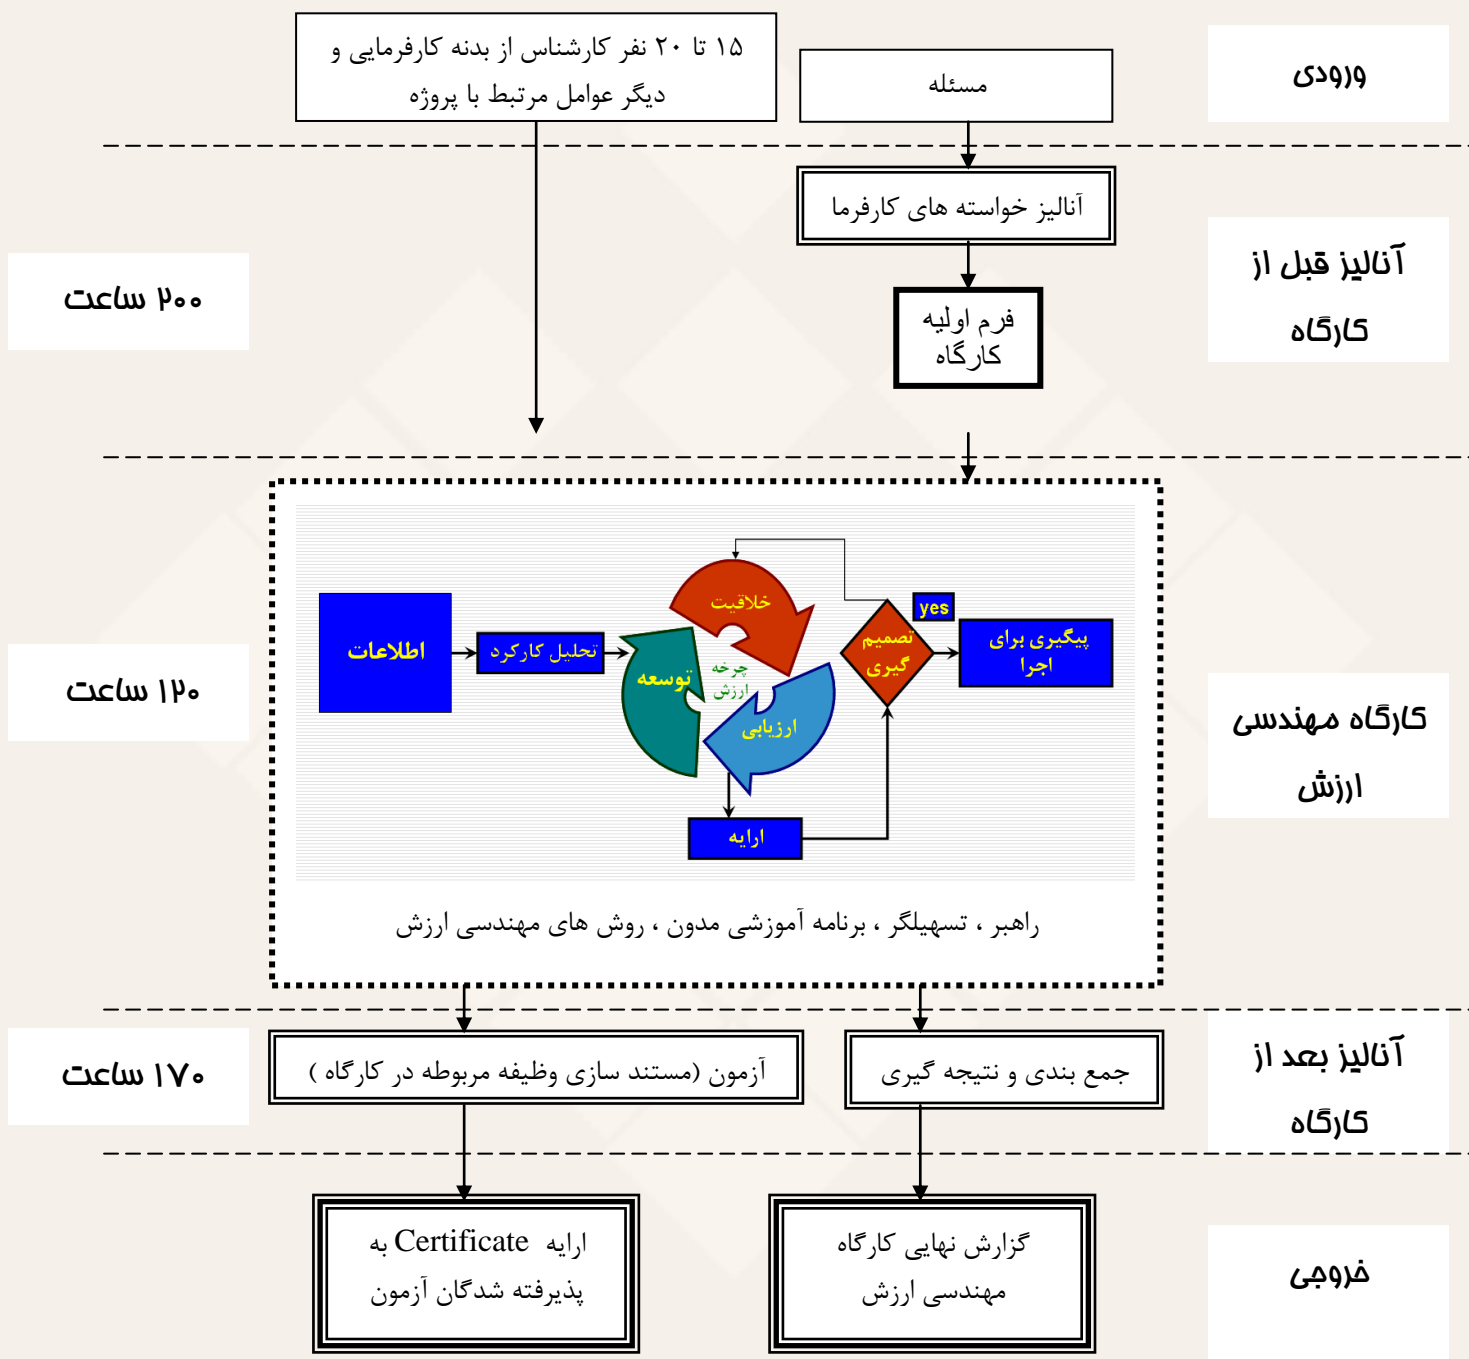 ورودی
مسئله
۱۵ تا ۲۰ نفر کارشناس از بدنه کارفرمایی و
دیگر عوامل مرتبط با پروژه
آنالیز قبل از
کارگاه
آنالیز خواسته های کارفرما
فرم اولیه
کارگاه
۲۰۰ ساعت
کارگاه مهندسی
ارزش
اطلاعات
تحلیل کارکرد
خلاقیت
توسعه
چرخه
ارزش
ارزیابی
ارایه
تصمیم
گیری
yes
پیگیری برای
اجرا
راهبر ، تسهیلگر ، برنامه آموزشی مدون ، روش های مهندسی ارزش
۱۲۰ ساعت
آنالیز بعد از
کارگاه
جمع بندی و نتیجه گیری
آزمون (مستند سازی وظیفه مربوطه در کارگاه )
۱۷۰ ساعت
خروجی
گزارش نهایی کارگاه
مهندسی ارزش
ارایه Certificate به
پذیرفته شدگان آزمون